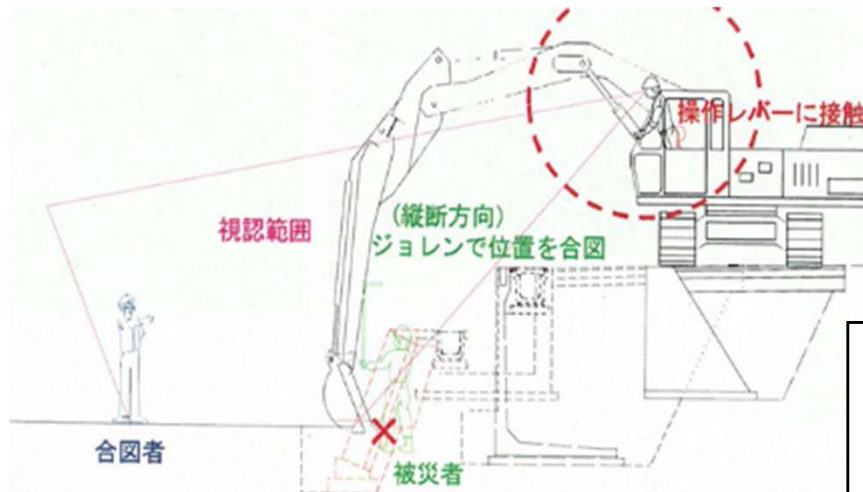 操作レバーに接触
視認範囲
(縦断方向)
ジョレンで位置を合図
合図者
被災者